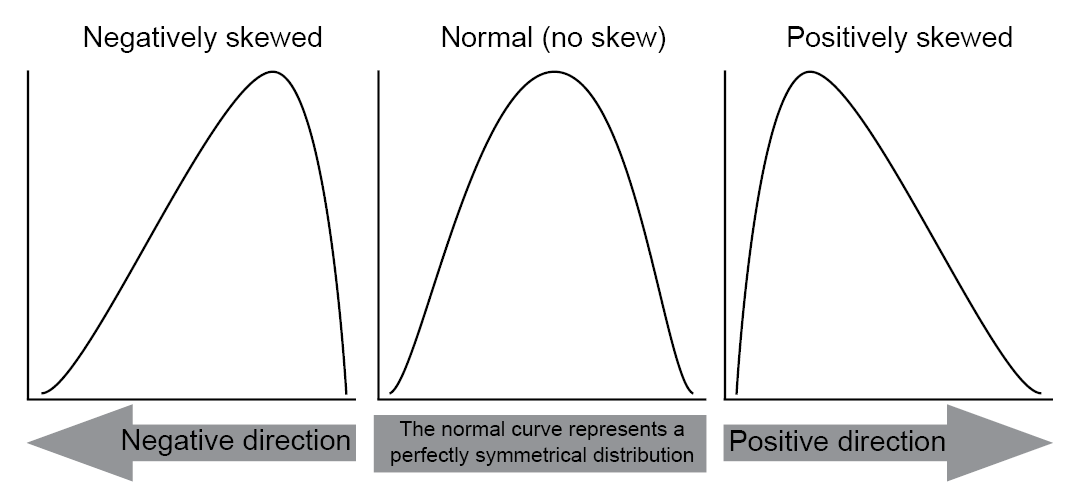 Negatively skewed
Normal (no skew)
Positively skewed
Negative direction
The normal curve represents a
perfectly symmetrical distribution
Positive direction